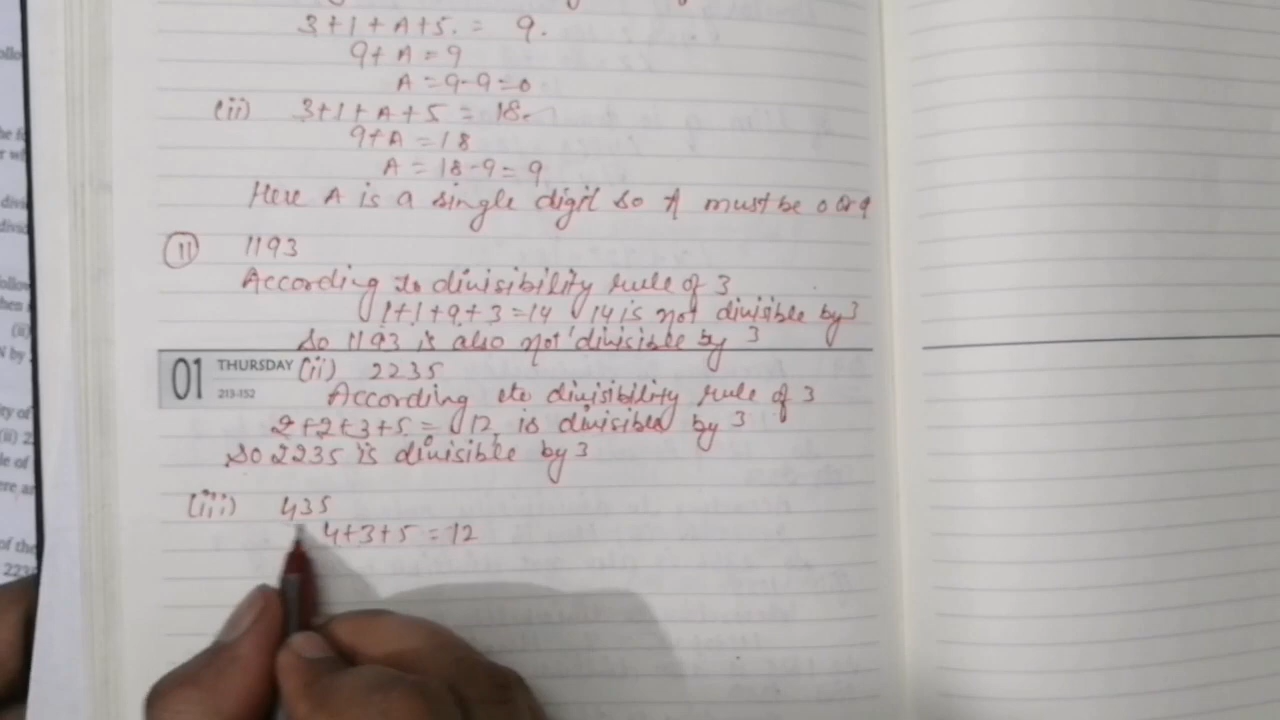 3+1+A+5. = 9.
9+A = 9
A = 9-9=0
(ii) 3+1+A+5 = 18.
9+A = 18
A = 18-9 = 9
Here A is a single digit so A must be 0 or 9
11 1193
According to divisibility rule of 3
1+1+9+3 = 14 14 is not divisible by 3
So 1193 is also not divisible by 3
01 THURSDAY (ii) 2235
213-152 According to divisibility rule of 3
2+2+3+5 = 12 is divisible by 3
So 2235 is divisible by 3
(iii) 435
4+3+5 = 12